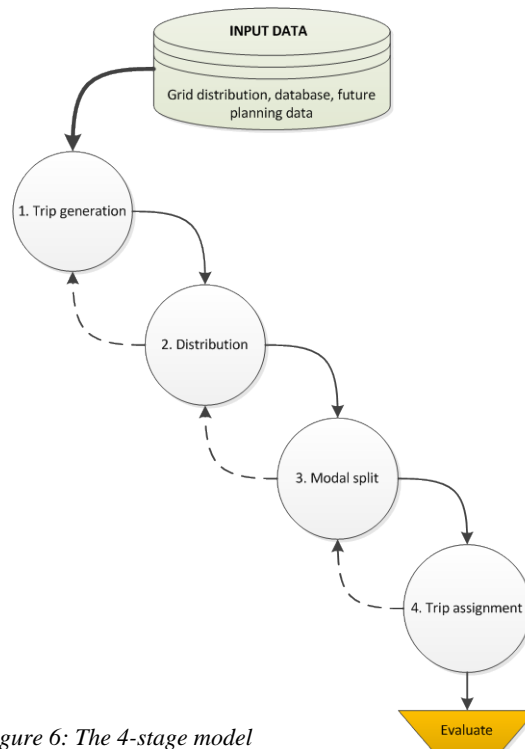 INPUT DATA
Grid distribution, database, future
planning data
1. Trip generation
2. Distribution
3. Modal split
4. Trip assignment
Evaluate
gure 6: The 4-stage model